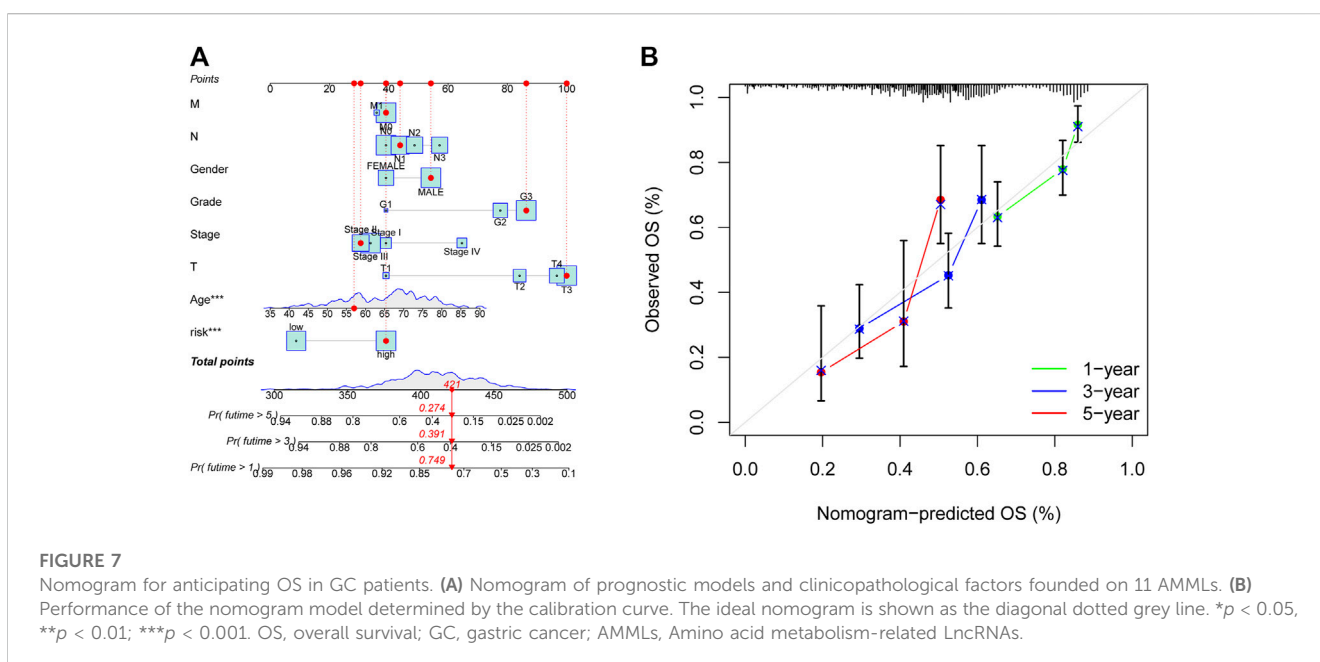 A
Points
0 20 40 60 80 100
M
M1
M0
N
N0 N2
N1 N3
Gender
FEMALE
MALE
Grade
G1 G3
G2
Stage
Stage II Stage I
Stage III Stage IV
T
T1 T4
T2 T3
Age***
35 40 45 50 55 60 65 70 75 80 85 90
risk***
low
high
Total points
421
300 350 400 450 500
0.274
Pr( futime > 5 )
0.94 0.88 0.8 0.6 0.4 0.15 0.025 0.002
0.391
Pr( futime > 3 )
0.94 0.88 0.8 0.6 0.4 0.15 0.025 0.002
0.749
Pr( futime > 1 )
0.99 0.98 0.96 0.92 0.85 0.7 0.5 0.3 0.1
B
Observed OS (%)
1.0
0.8
0.6
0.4
0.2
0.0
1−year
3−year
5−year
0.0 0.2 0.4 0.6 0.8 1.0
Nomogram−predicted OS (%)
FIGURE 7
Nomogram for anticipating OS in GC patients. (A) Nomogram of prognostic models and clinicopathological factors founded on 11 AMMLs. (B)
Performance of the nomogram model determined by the calibration curve. The ideal nomogram is shown as the diagonal dotted grey line. *p < 0.05,
**p < 0.01; ***p < 0.001. OS, overall survival; GC, gastric cancer; AMMLs, Amino acid metabolism-related LncRNAs.